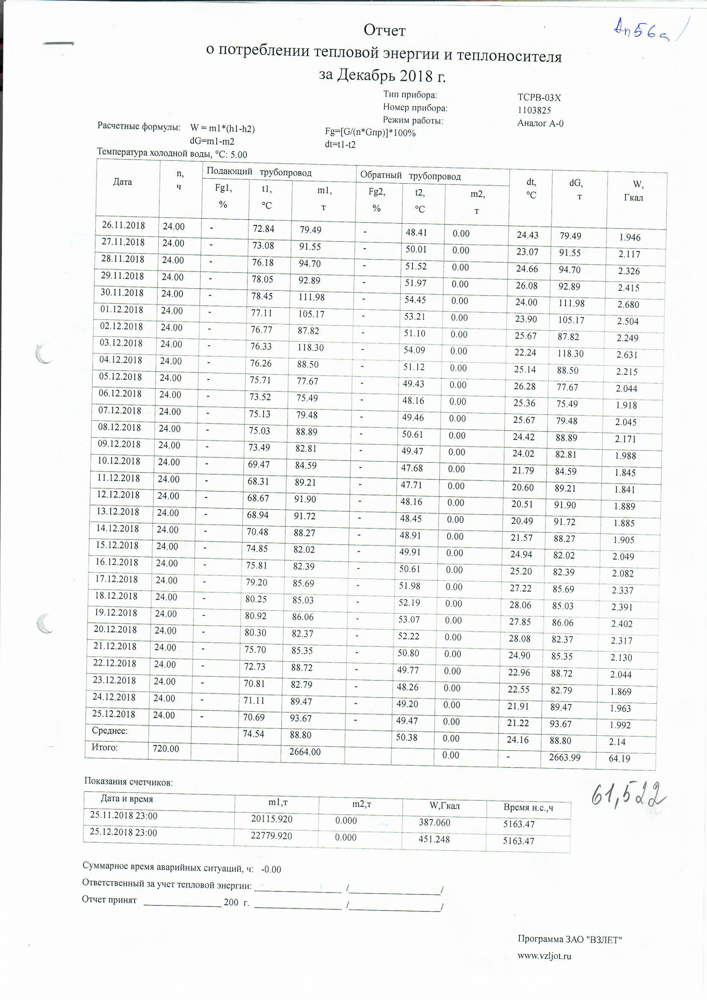 Ап56а/
Отчет
о потреблении тепловой энергии и теплоносителя
за Декабрь 2018 г.
Тип прибора: ТСРВ-03Х
Номер прибора: 1103825
Режим работы: Аналог А-0
Расчетные формулы: W = m1*(h1-h2) Fg=[G/(n*Gпр)]*100%
dG=m1-m2 dt=t1-t2
Температура холодной воды, °С: 5.00
Дата n, ч Подающий трубопровод Обратный трубопровод dt, °С dG, т W, Гкал
Fg1, % t1, °С m1, т Fg2, % t2, °С m2, т
26.11.2018 24.00 - 72.84 79.49 - 48.41 0.00 24.43 79.49 1.946
27.11.2018 24.00 - 73.08 91.55 - 50.01 0.00 23.07 91.55 2.117
28.11.2018 24.00 - 76.18 94.70 - 51.52 0.00 24.66 94.70 2.326
29.11.2018 24.00 - 78.05 92.89 - 51.97 0.00 26.08 92.89 2.415
30.11.2018 24.00 - 78.45 111.98 - 54.45 0.00 24.00 111.98 2.680
01.12.2018 24.00 - 77.11 105.17 - 53.21 0.00 23.90 105.17 2.504
02.12.2018 24.00 - 76.77 87.82 - 51.10 0.00 25.67 87.82 2.249
03.12.2018 24.00 - 76.33 118.30 - 54.09 0.00 22.24 118.30 2.631
04.12.2018 24.00 - 76.26 88.50 - 51.12 0.00 25.14 88.50 2.215
05.12.2018 24.00 - 75.71 77.67 - 49.43 0.00 26.28 77.67 2.044
06.12.2018 24.00 - 73.52 75.49 - 48.16 0.00 25.36 75.49 1.918
07.12.2018 24.00 - 75.13 79.48 - 49.46 0.00 25.67 79.48 2.045
08.12.2018 24.00 - 75.03 88.89 - 50.61 0.00 24.42 88.89 2.171
09.12.2018 24.00 - 73.49 82.81 - 49.47 0.00 24.02 82.81 1.988
10.12.2018 24.00 - 69.47 84.59 - 47.68 0.00 21.79 84.59 1.845
11.12.2018 24.00 - 68.31 89.21 - 47.71 0.00 20.60 89.21 1.841
12.12.2018 24.00 - 68.67 91.90 - 48.16 0.00 20.51 91.90 1.889
13.12.2018 24.00 - 68.94 91.72 - 48.45 0.00 20.49 91.72 1.885
14.12.2018 24.00 - 70.48 88.27 - 48.91 0.00 21.57 88.27 1.905
15.12.2018 24.00 - 74.85 82.02 - 49.91 0.00 24.94 82.02 2.049
16.12.2018 24.00 - 75.81 82.39 - 50.61 0.00 25.20 82.39 2.082
17.12.2018 24.00 - 79.20 85.69 - 51.98 0.00 27.22 85.69 2.337
18.12.2018 24.00 - 80.25 85.03 - 52.19 0.00 28.06 85.03 2.391
19.12.2018 24.00 - 80.92 86.06 - 53.07 0.00 27.85 86.06 2.402
20.12.2018 24.00 - 80.30 82.37 - 52.22 0.00 28.08 82.37 2.317
21.12.2018 24.00 - 75.70 85.35 - 50.80 0.00 24.90 85.35 2.130
22.12.2018 24.00 - 72.73 88.72 - 49.77 0.00 22.96 88.72 2.044
23.12.2018 24.00 - 70.81 82.79 - 48.26 0.00 22.55 82.79 1.869
24.12.2018 24.00 - 71.11 89.47 - 49.20 0.00 21.91 89.47 1.963
25.12.2018 24.00 - 70.69 93.67 - 49.47 0.00 21.22 93.67 1.992
Среднее: 74.54 88.80 50.38 0.00 24.16 88.80 2.14
Итого: 720.00 2664.00 0.00 - 2663.99 64.19
Показания счетчиков:
61,522
Дата и время m1,т m2,т W,Гкал Время н.с.,ч
25.11.2018 23:00 20115.920 0.000 387.060 5163.47
25.12.2018 23:00 22779.920 0.000 451.248 5163.47
Суммарное время аварийных ситуаций, ч: -0.00
Ответственный за учет тепловой энергии: ________________ /________________/
Отчет принят ________________ 200 г. ________________ /________________/
Программа ЗАО "ВЗЛЕТ"
www.vzljot.ru